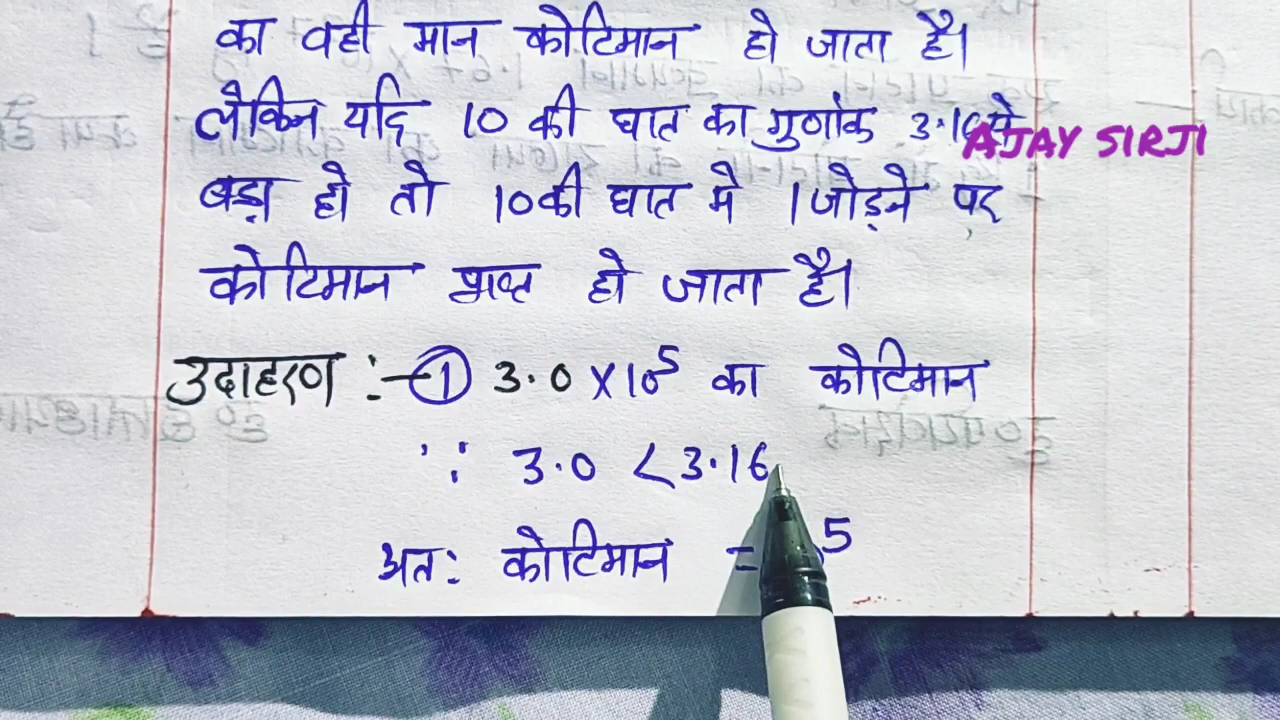 का वही मान कोटिमान हो जाता है।
लेकिन यदि 10 की घात का गुणांक 3.16 से
AJAY SIRJI
बड़ा हो तो 10 की घात मे 1 जोड़ने पर
कोटिमान प्राप्त हो जाता है।
उदाहरण :- ① 3.0 × 10⁵ का कोटिमान
∵ 3.0 < 3.16
अतः कोटिमान = ⁵